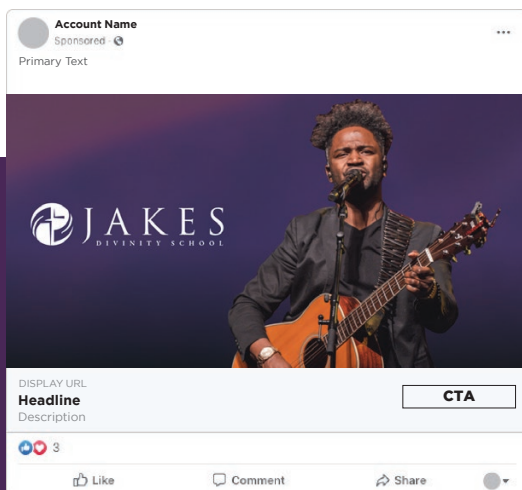 Account Name
Sponsored ·
Primary Text
JAKES
DIVINITY SCHOOL
DISPLAY URL
Headline
Description
CTA
3
Like Comment Share